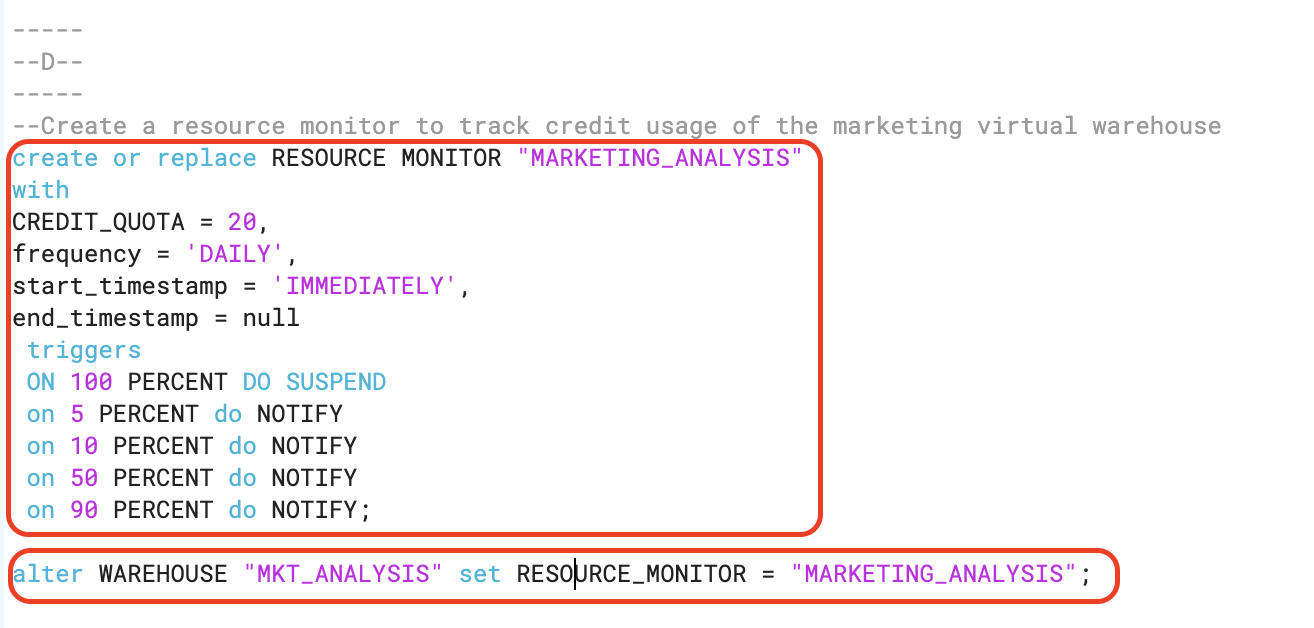 -----
--D--
-----
--Create a resource monitor to track credit usage of the marketing virtual warehouse
create or replace RESOURCE MONITOR "MARKETING_ANALYSIS"
with
CREDIT_QUOTA = 20,
frequency = 'DAILY',
start_timestamp = 'IMMEDIATELY',
end_timestamp = null
 triggers
 ON 100 PERCENT DO SUSPEND
 on 5 PERCENT do NOTIFY
 on 10 PERCENT do NOTIFY
 on 50 PERCENT do NOTIFY
 on 90 PERCENT do NOTIFY;
alter WAREHOUSE "MKT_ANALYSIS" set RESOURCE_MONITOR = "MARKETING_ANALYSIS";